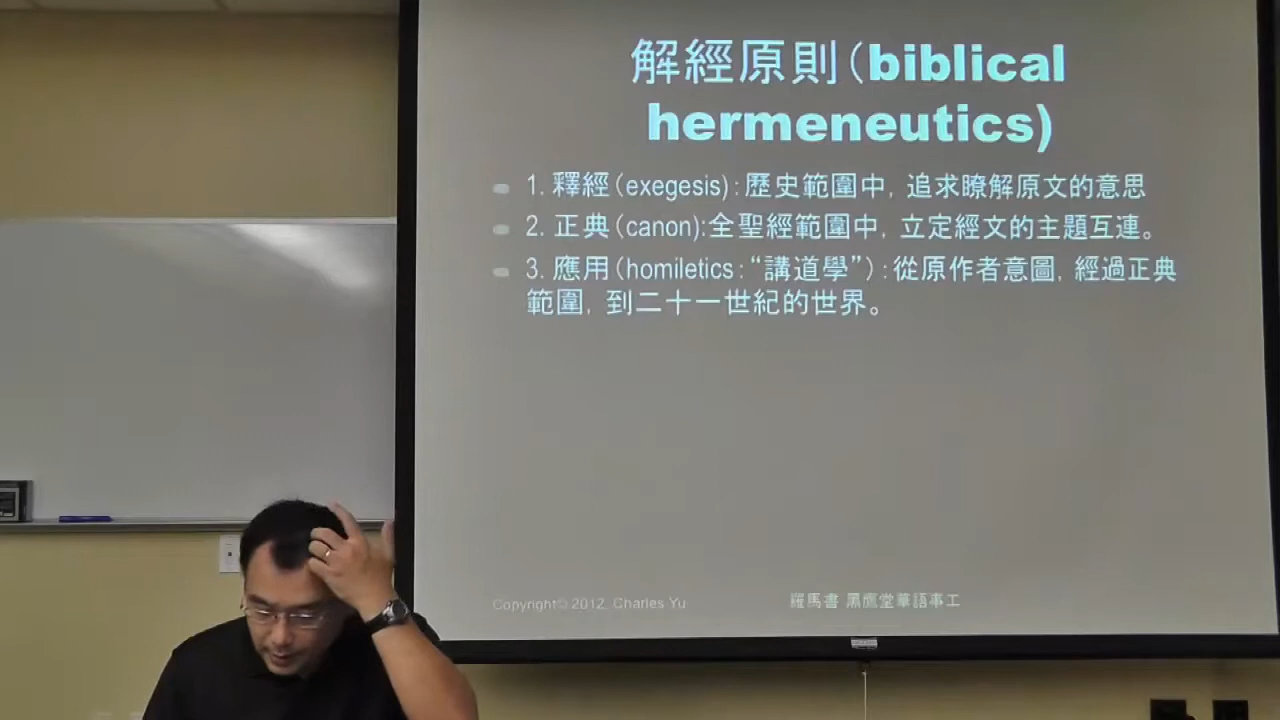 解經原則(biblical
hermeneutics)
1. 釋經(exegesis):歷史範圍中, 追求瞭解原文的意思
2. 正典(canon):全聖經範圍中, 立定經文的主題互連。
3. 應用(homiletics:“講道學”):從原作者意圖, 經過正典
範圍, 到二十一世紀的世界。
Copyright© 2012, Charles Yu
羅馬書 黑鷹堂華語事工